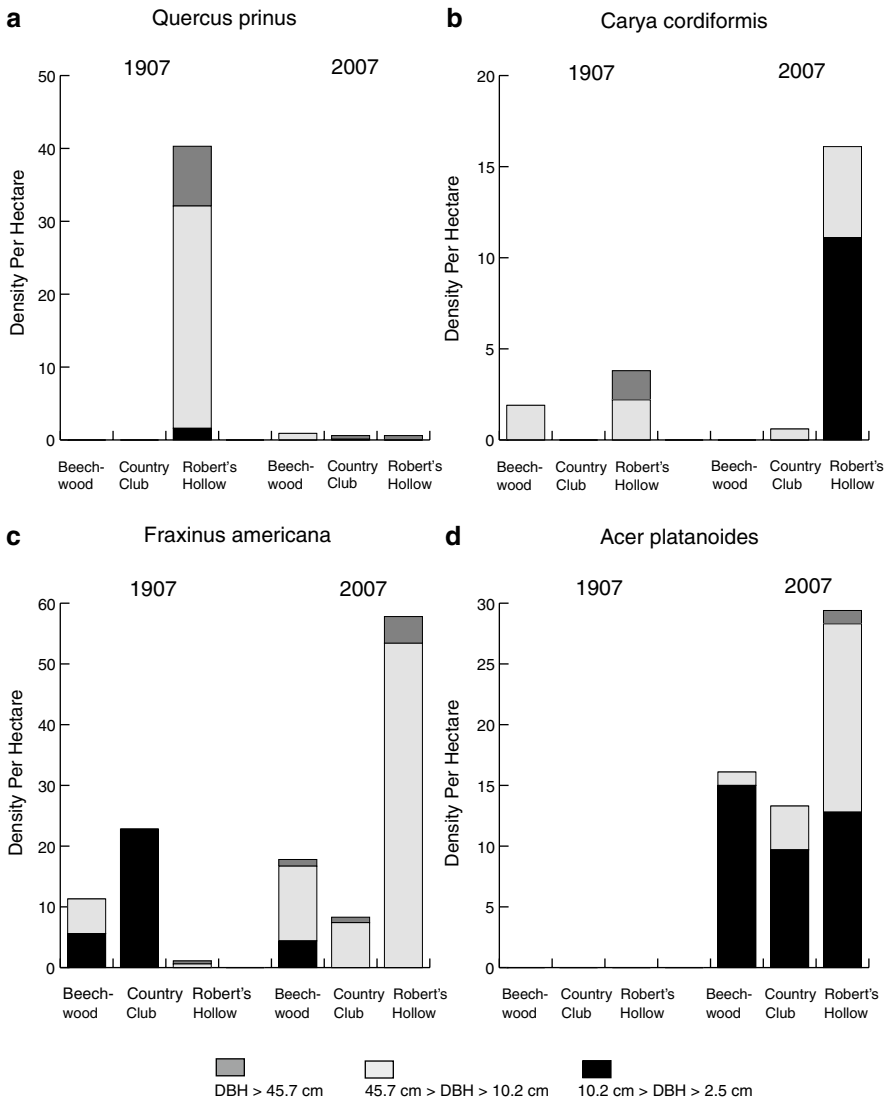 a
Quercus prinus
1907
2007
Density Per Hectare
50
40
30
20
10
0
Beech-
wood
Country
Club
Robert's
Hollow
Beech-
wood
Country
Club
Robert's
Hollow
b
Carya cordiformis
1907
2007
Density Per Hectare
20
15
10
5
0
Beech-
wood
Country
Club
Robert's
Hollow
Beech-
wood
Country
Club
Robert's
Hollow
c
Fraxinus americana
1907
2007
Density Per Hectare
60
50
40
30
20
10
0
Beech-
wood
Country
Club
Robert's
Hollow
Beech-
wood
Country
Club
Robert's
Hollow
d
Acer platanoides
1907
2007
Density Per Hectare
30
25
20
15
10
5
0
Beech-
wood
Country
Club
Robert's
Hollow
Beech-
wood
Country
Club
Robert's
Hollow
DBH > 45.7 cm
45.7 cm > DBH > 10.2 cm
10.2 cm > DBH > 2.5 cm